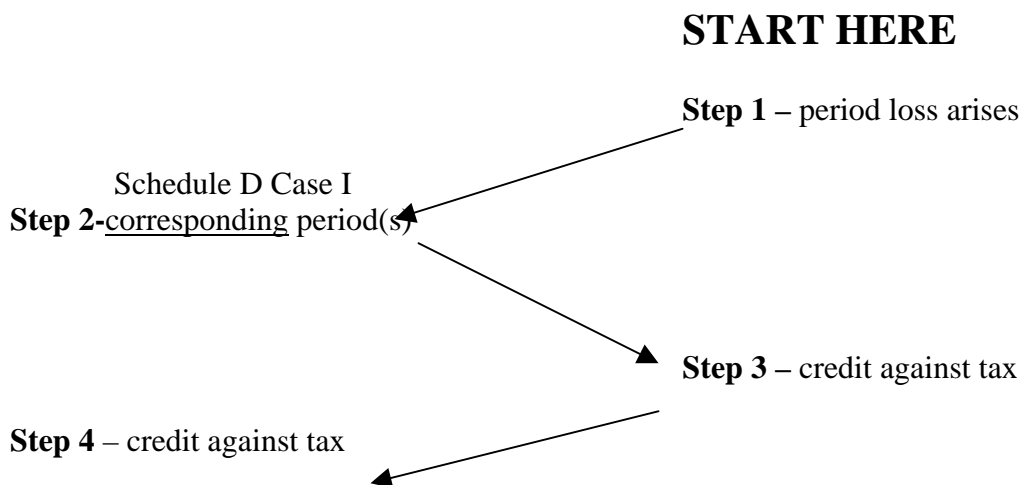 START HERE
Step 1 – period loss arises
Schedule D Case I
Step 2-corresponding period(s)
Step 3 – credit against tax
Step 4 – credit against tax